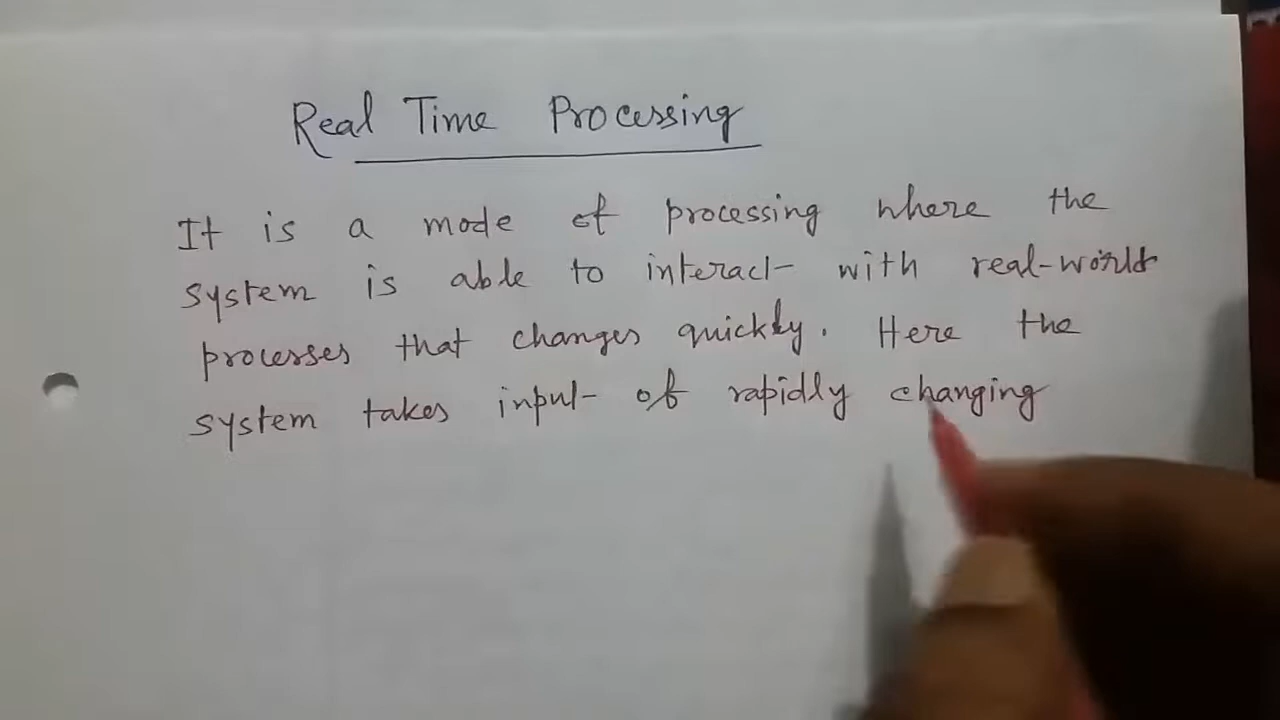 Real Time Processing
It is a mode of processing where the
system is able to interact with real-world
processes that changes quickly. Here the
system takes input of rapidly changing